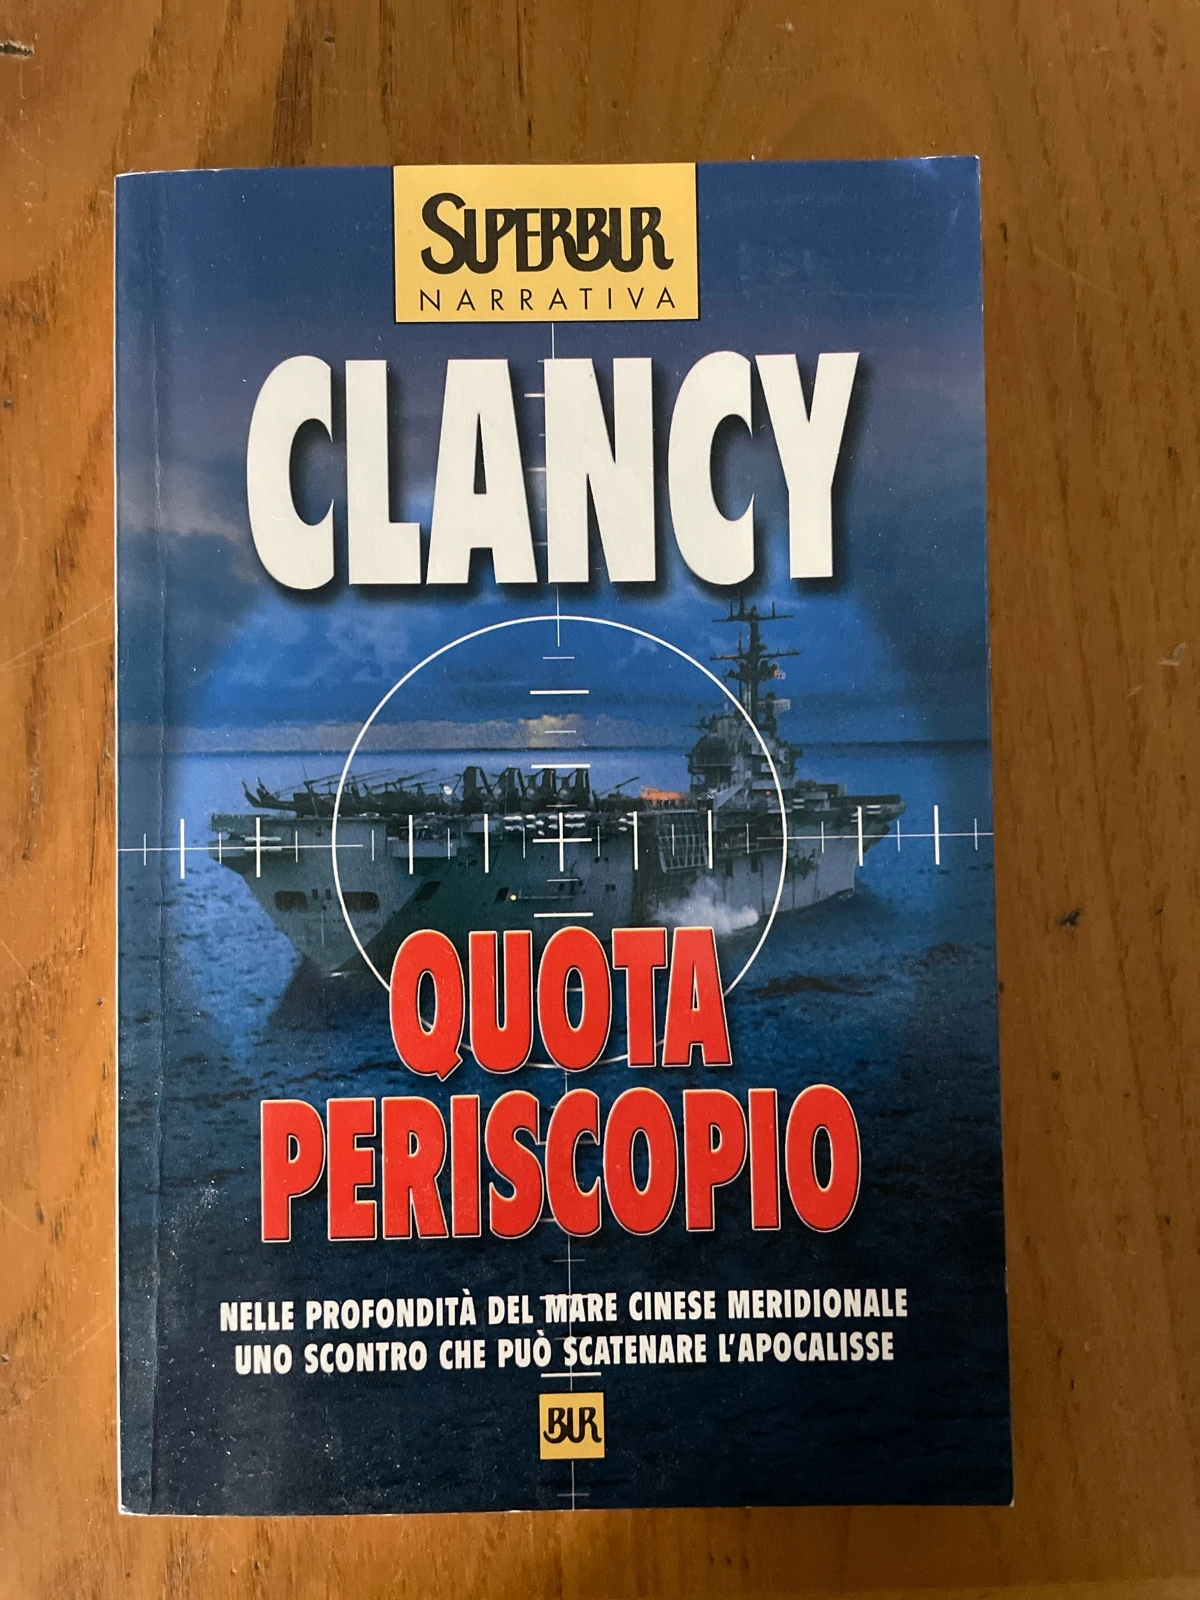 SUPERBUR
NARRATIVA
CLANCY
QUOTA
PERISCOPIO
NELLE PROFONDITÀ DEL MARE CINESE MERIDIONALE
UNO SCONTRO CHE PUÒ SCATENARE L'APOCALISSE
BUR